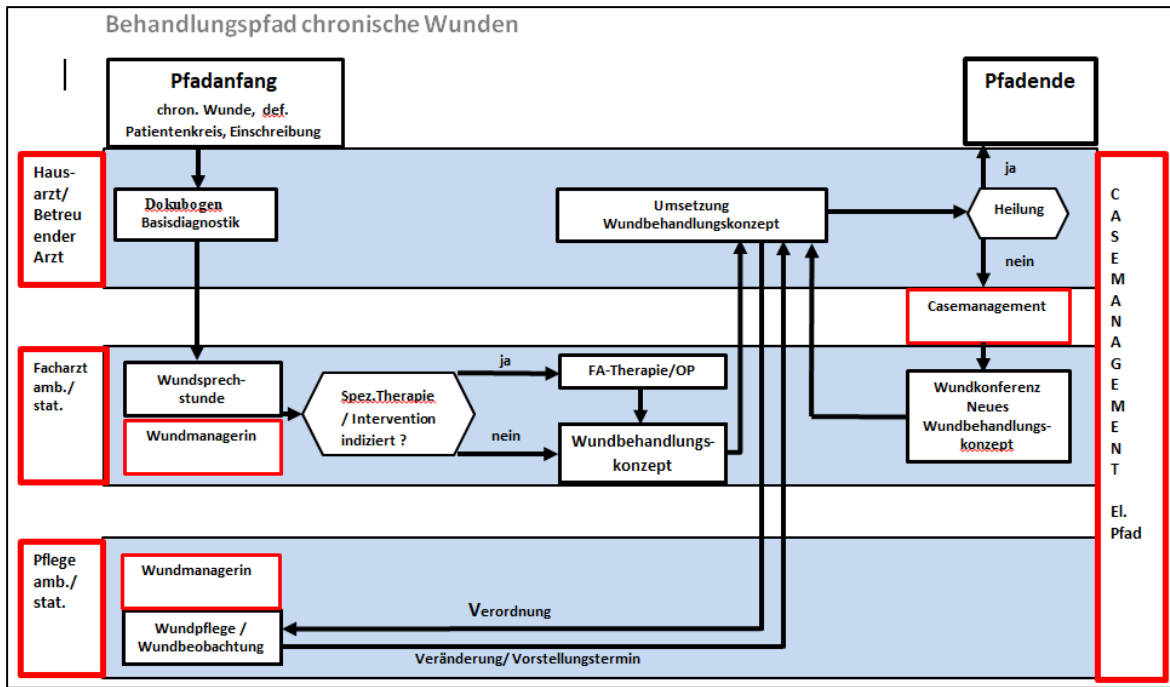 Behandlungspfad chronische Wunden
Pfadanfang
chron. Wunde, def.
Patientenkreis, Einschreibung
Pfadende
Haus-
arzt/
Betreu
ender
Arzt
Dokubogen
Basisdiagnostik
Umsetzung
Wundbehandlungskonzept
ja
Heilung
nein
Casemanagement
Facharzt
amb./
stat.
Wundsprech-
stunde
Wundmanagerin
Spez.Therapie
/ Intervention
indiziert ?
ja
nein
FA-Therapie/OP
Wundbehandlungs-
konzept
Wundkonferenz
Neues
Wundbehandlungs-
konzept
Pflege
amb./
stat.
Wundmanagerin
Wundpflege /
Wundbeobachtung
Verordnung
Veränderung/ Vorstellungstermin
C
A
S
E
M
A
N
A
G
E
M
E
N
T
El.
Pfad